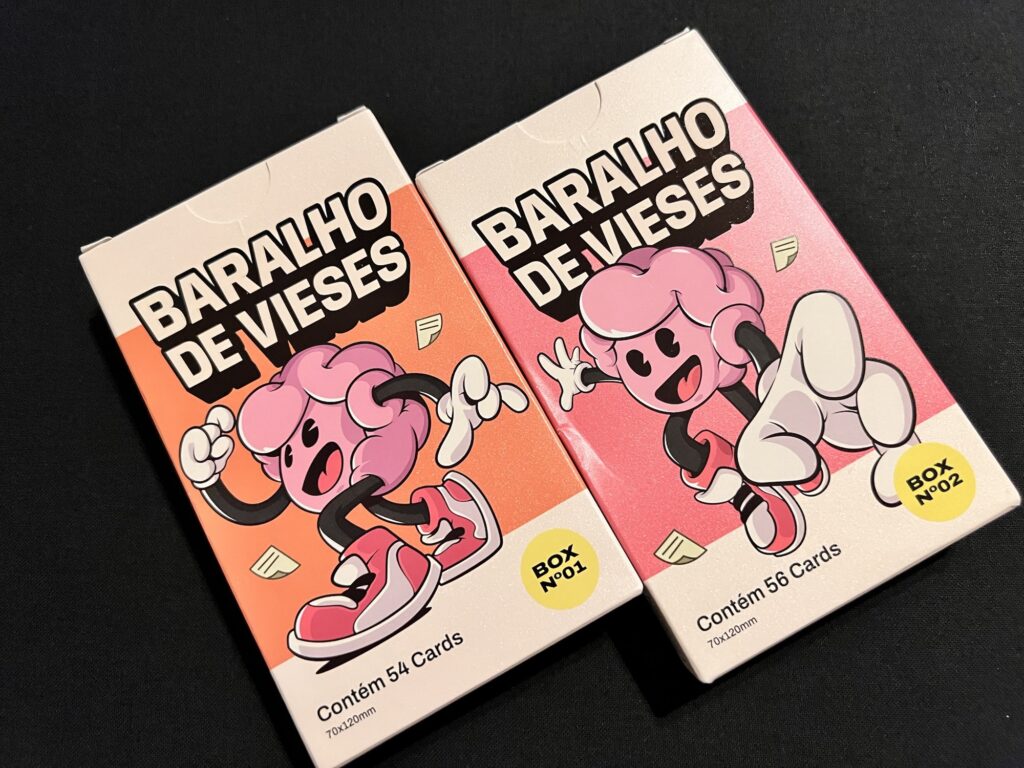 BARALHO
DE VIESES
BOX
Nº01
Contém 54 Cards
70x120mm
BARALHO
DE VIESES
BOX
Nº02
Contém 56 Cards
70x120mm